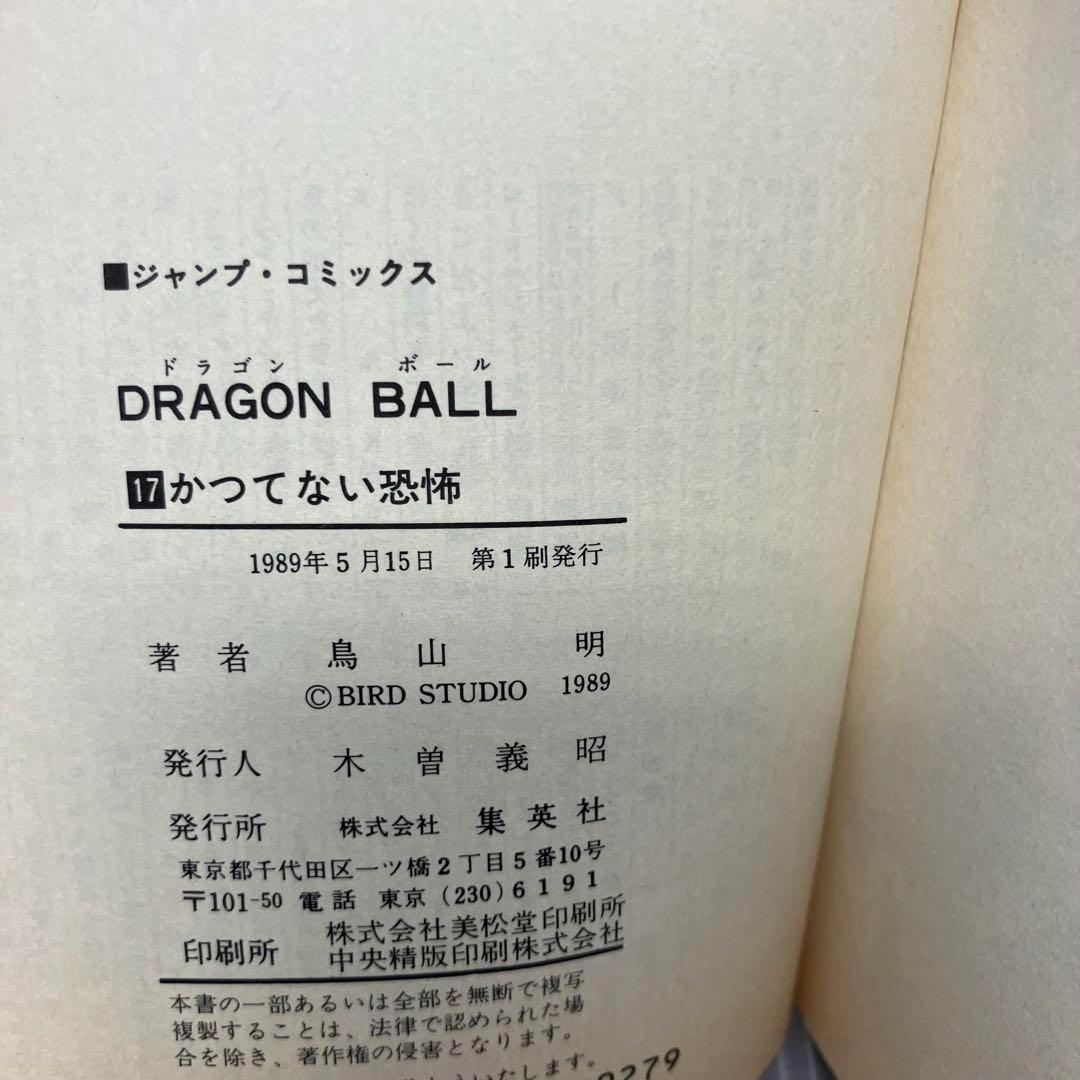 ■ジャンプ・コミックス
ドラゴン ボール
DRAGON BALL
17かつてない恐怖
1989年5月15日 第1刷発行
著者 鳥山明
©BIRD STUDIO 1989
発行人 木曽義昭
発行所 株式会社 集英社
東京都千代田区一ツ橋2丁目5番10号
〒101-50 電話 東京(230)6191
印刷所 株式会社美松堂印刷所
中央精版印刷株式会社
本書の一部あるいは全部を無断で複写
複製することは、法律で認められた場
合を除き、著作権の侵害となります。
いたします。
0279